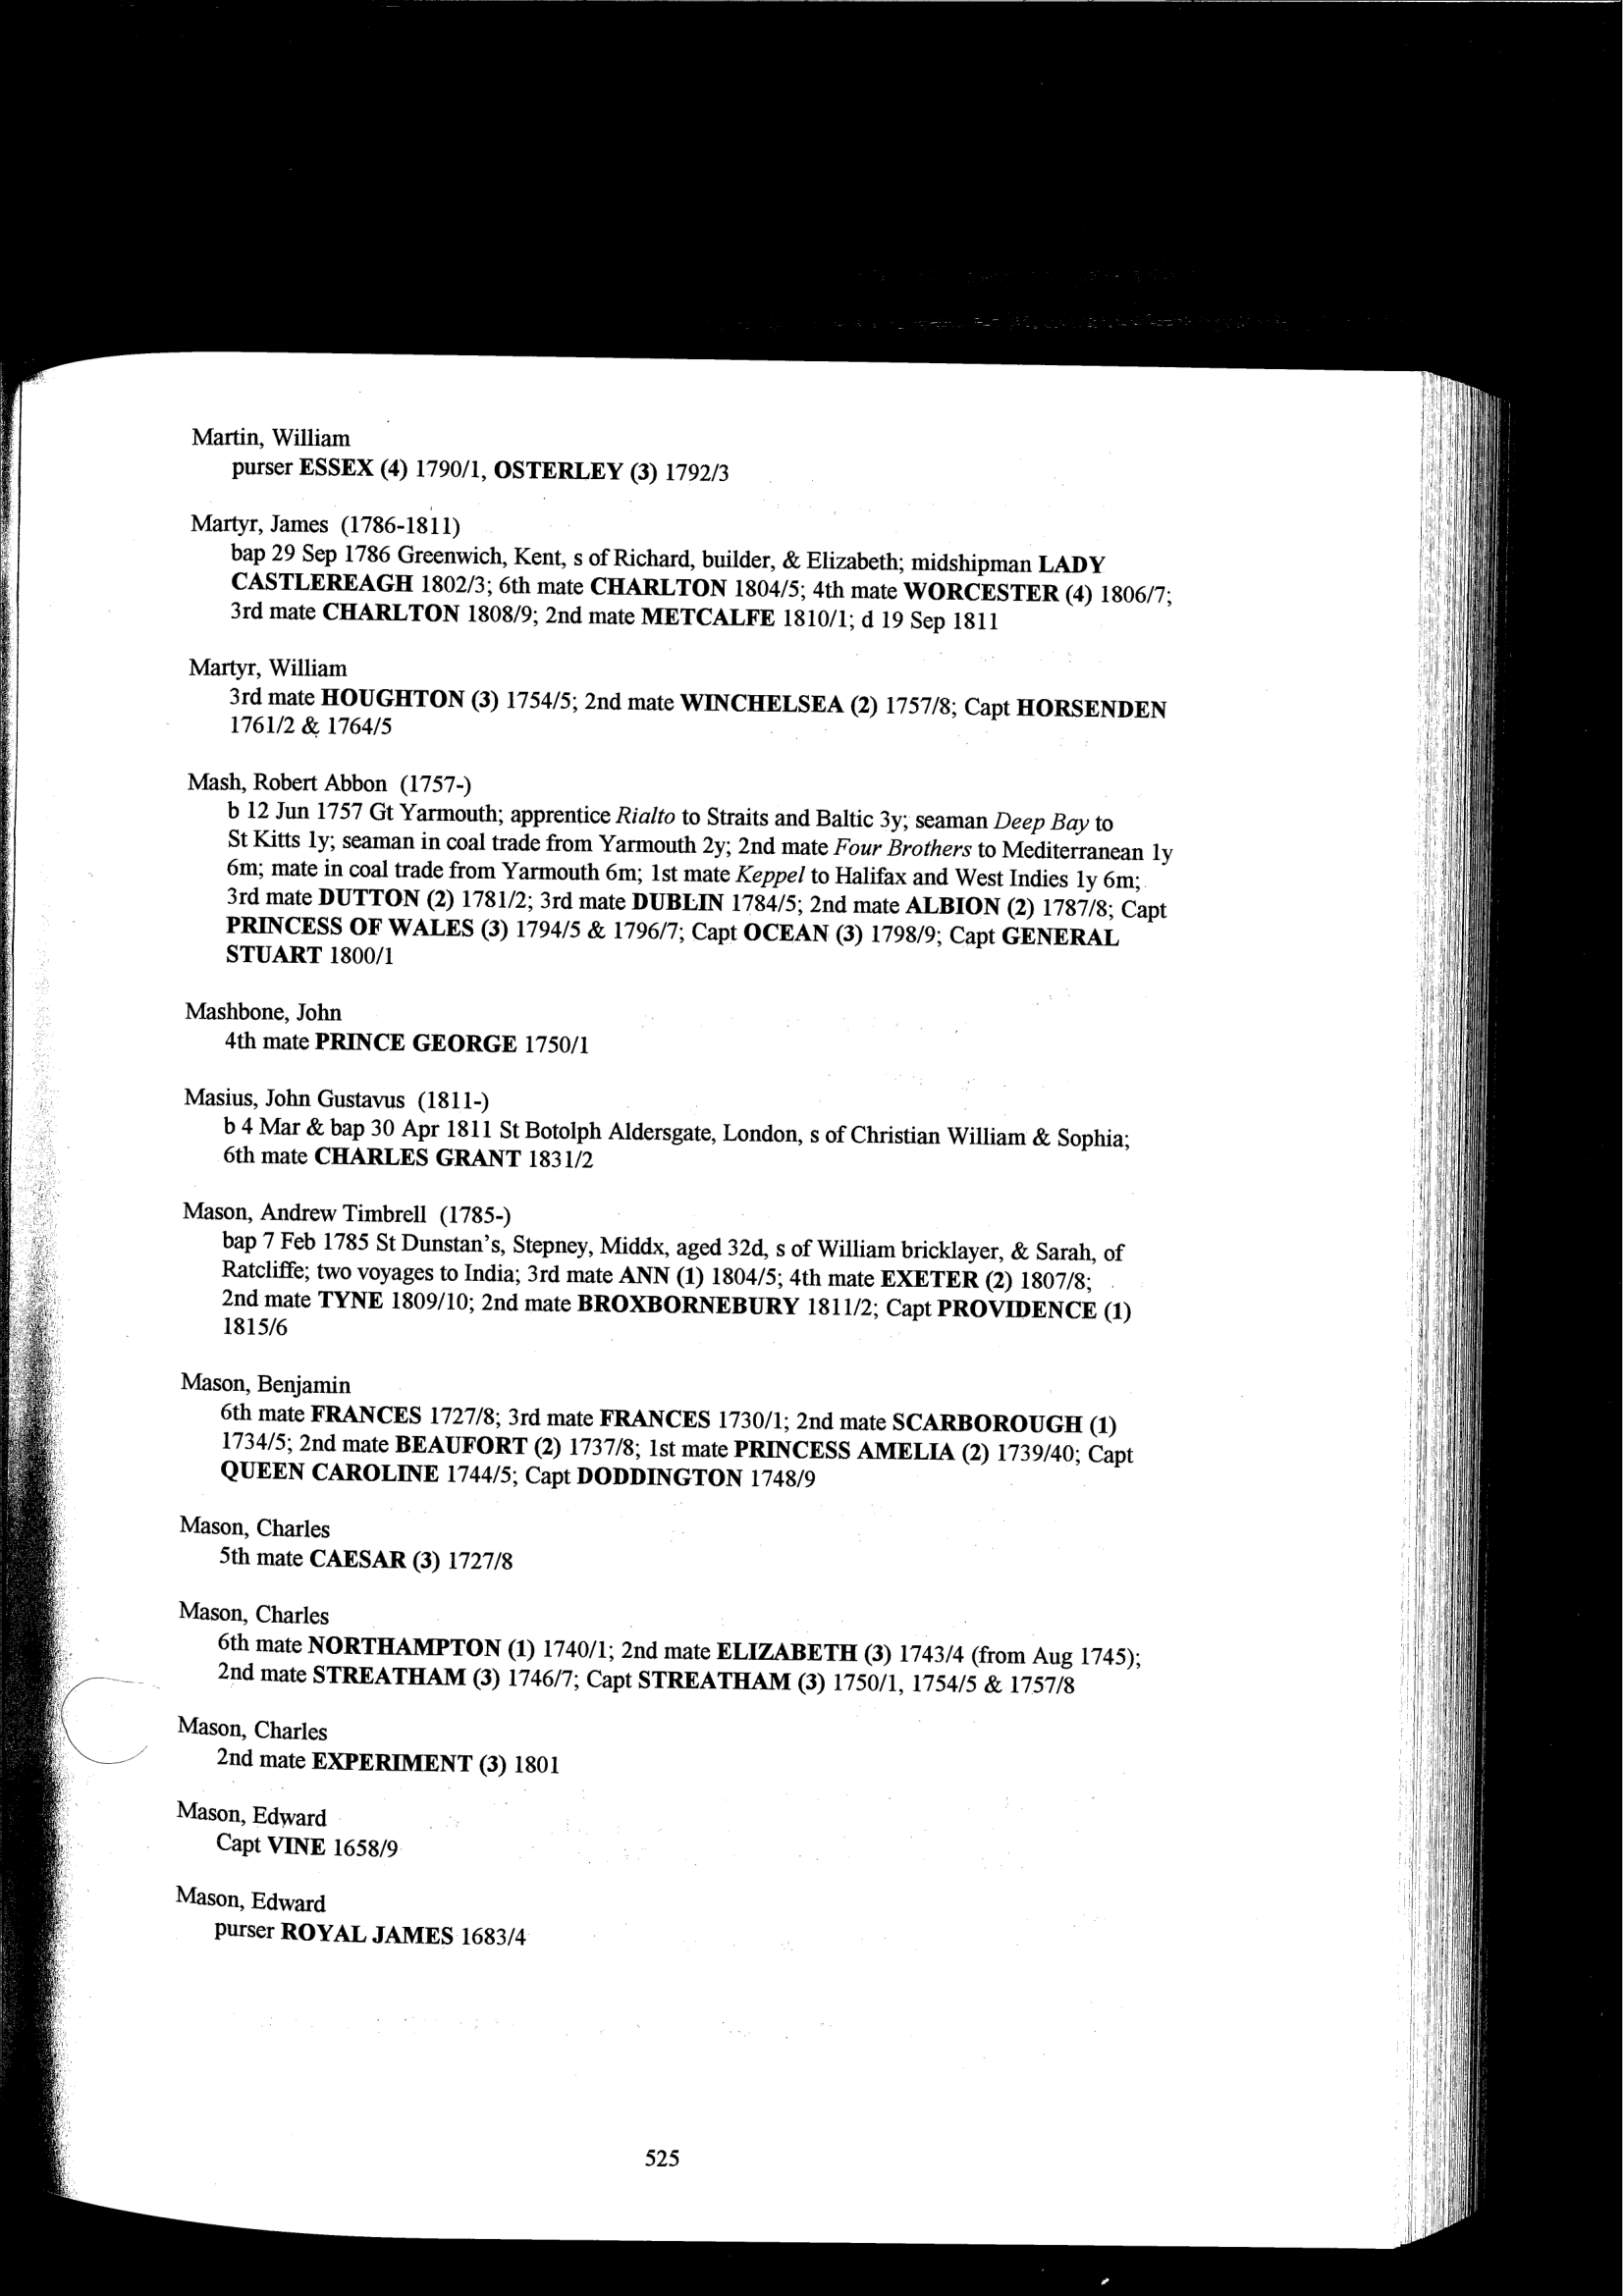 Martin, William
purser ESSEX (4) 1790/1, OSTERLEY (3) 1792/3
Martyr, James (1786-1811)
bap 29 Sep 1786 Greenwich, Kent, s of Richard, builder, & Elizabeth; midshipman LADY
CASTLEREAGH 1802/3; 6th mate CHARLTON 1804/5; 4th mate WORCESTER (4) 1806/7;
3rd mate CHARLTON 1808/9; 2nd mate METCALFE 1810/1; d 19 Sep 1811
Martyr, William
3rd mate HOUGHTON (3) 1754/5; 2nd mate WINCHELSEA (2) 1757/8; Capt HORSENDEN
1761/2 & 1764/5
Mash, Robert Abbon (1757-)
b 12 Jun 1757 Gt Yarmouth; apprentice Rialto to Straits and Baltic 3y; seaman Deep Bay to
St Kitts 1y; seaman in coal trade from Yarmouth 2y; 2nd mate Four Brothers to Mediterranean 1y
6m; mate in coal trade from Yarmouth 6m; 1st mate Keppel to Halifax and West Indies 1y 6m;
3rd mate DUTTON (2) 1781/2; 3rd mate DUBLIN 1784/5; 2nd mate ALBION (2) 1787/8; Capt
PRINCESS OF WALES (3) 1794/5 & 1796/7; Capt OCEAN (3) 1798/9; Capt GENERAL
STUART 1800/1
Mashbone, John
4th mate PRINCE GEORGE 1750/1
Masius, John Gustavus (1811-)
b 4 Mar & bap 30 Apr 1811 St Botolph Aldersgate, London, s of Christian William & Sophia;
6th mate CHARLES GRANT 1831/2
Mason, Andrew Timbrell (1785-)
bap 7 Feb 1785 St Dunstan's, Stepney, Middx, aged 32d, s of William bricklayer, & Sarah, of
Ratcliffe; two voyages to India; 3rd mate ANN (1) 1804/5; 4th mate EXETER (2) 1807/8;
2nd mate TYNE 1809/10; 2nd mate BROXBORNEBURY 1811/2; Capt PROVIDENCE (1)
1815/6
Mason, Benjamin
6th mate FRANCES 1727/8; 3rd mate FRANCES 1730/1; 2nd mate SCARBOROUGH (1)
1734/5; 2nd mate BEAUFORT (2) 1737/8; 1st mate PRINCESS AMELIA (2) 1739/40; Capt
QUEEN CAROLINE 1744/5; Capt DODDINGTON 1748/9
Mason, Charles
5th mate CAESAR (3) 1727/8
Mason, Charles
6th mate NORTHAMPTON (1) 1740/1; 2nd mate ELIZABETH (3) 1743/4 (from Aug 1745);
2nd mate STREATHAM (3) 1746/7; Capt STREATHAM (3) 1750/1, 1754/5 & 1757/8
Mason, Charles
2nd mate EXPERIMENT (3) 1801
Mason, Edward
Capt VINE 1658/9
Mason, Edward
purser ROYAL JAMES 1683/4
525